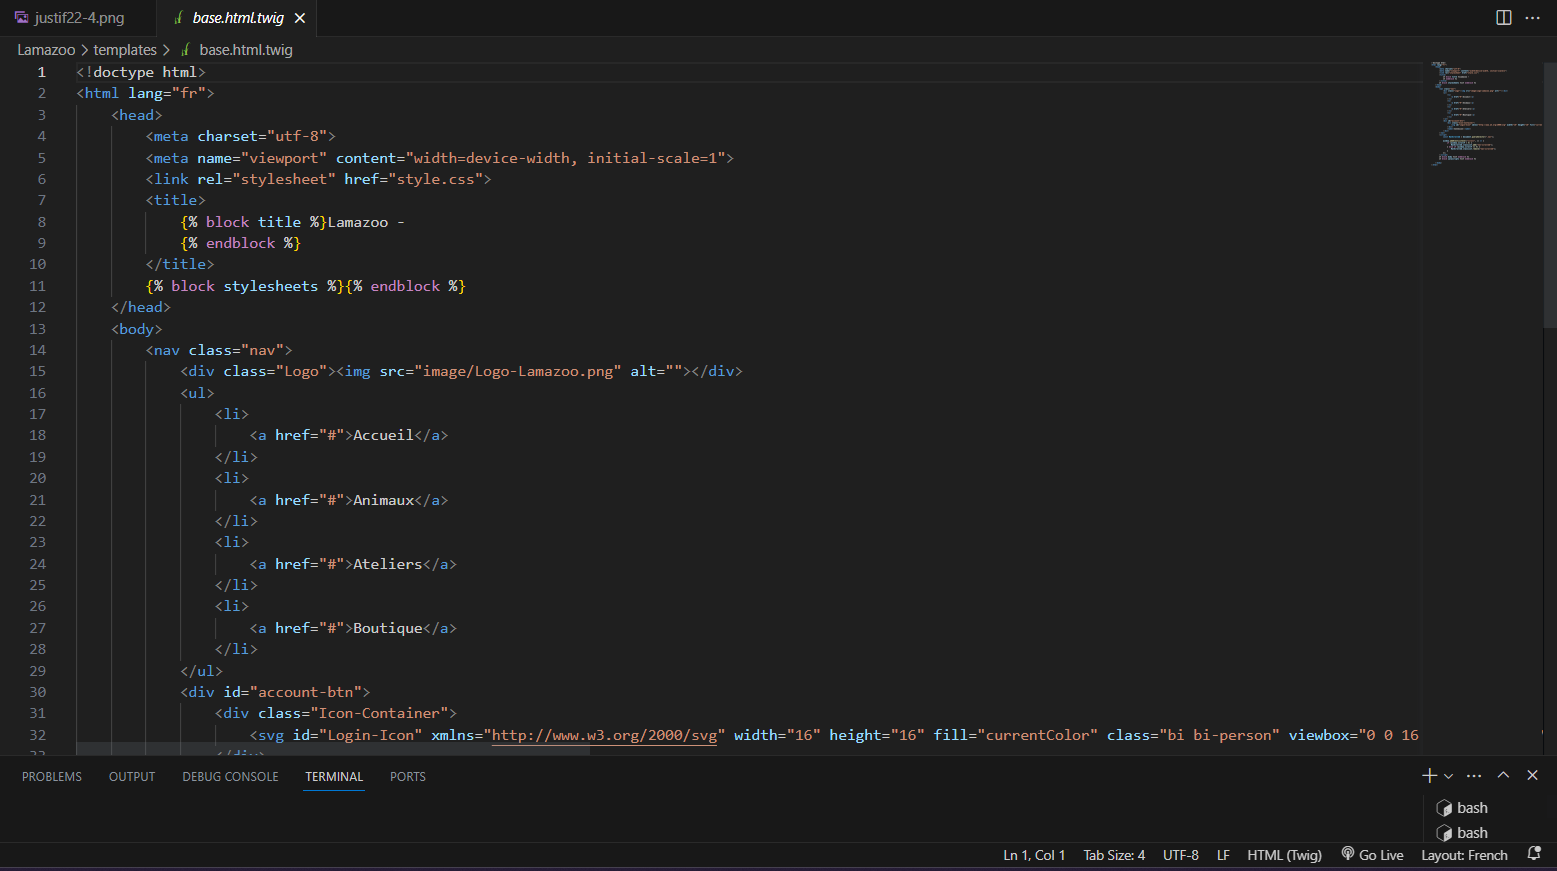 justif22-4.png
base.html.twig
Lamazoo > templates > base.html.twig
1 <!doctype html>
2 <html lang="fr">
3 <head>
4 <meta charset="utf-8">
5 <meta name="viewport" content="width=device-width, initial-scale=1">
6 <link rel="stylesheet" href="style.css">
7 <title>
8 {% block title %}Lamazoo -
9 {% endblock %}
10 </title>
11 {% block stylesheets %}{% endblock %}
12 </head>
13 <body>
14 <nav class="nav">
15 <div class="Logo"><img src="image/Logo-Lamazoo.png" alt=""></div>
16 <ul>
17 <li>
18 <a href="#">Accueil</a>
19 </li>
20 <li>
21 <a href="#">Animaux</a>
22 </li>
23 <li>
24 <a href="#">Ateliers</a>
25 </li>
26 <li>
27 <a href="#">Boutique</a>
28 </li>
29 </ul>
30 <div id="account-btn">
31 <div class="Icon-Container">
32 <svg id="Login-Icon" xmlns="http://www.w3.org/2000/svg" width="16" height="16" fill="currentColor" class="bi bi-person" viewbox="0 0 16
33 </div>
PROBLEMS OUTPUT DEBUG CONSOLE TERMINAL PORTS
bash
bash
Ln 1, Col 1 Tab Size: 4 UTF-8 LF HTML (Twig) Go Live Layout: French